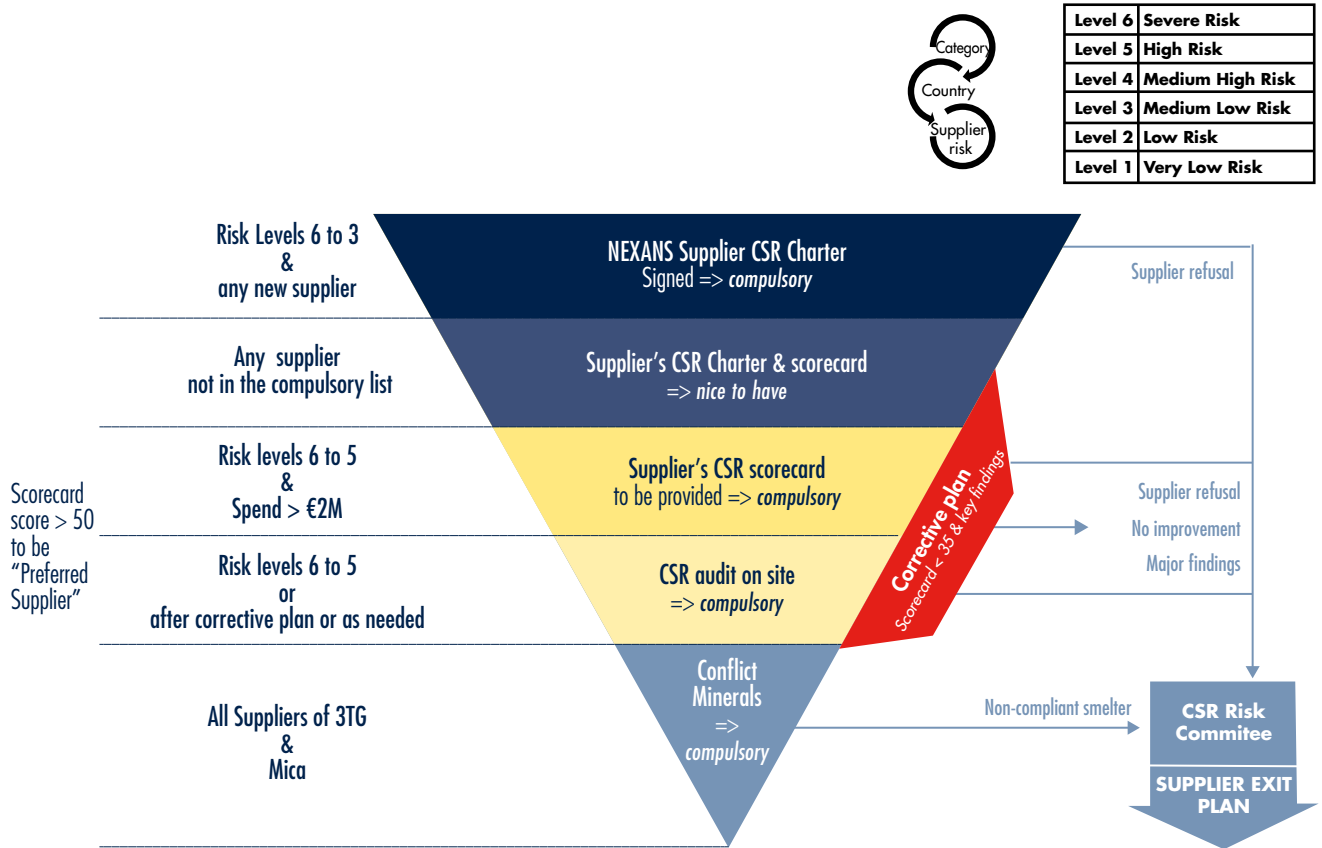 Category
Country
Supplier
risk
Level 6 Severe Risk
Level 5 High Risk
Level 4 Medium High Risk
Level 3 Medium Low Risk
Level 2 Low Risk
Level 1 Very Low Risk
Risk Levels 6 to 3
&
any new supplier
NEXANS Supplier CSR Charter
Signed => compulsory
Supplier refusal
Any supplier
not in the compulsory list
Supplier's CSR Charter & scorecard
=> nice to have
Scorecard
score > 50
to be
"Preferred
Supplier"
Risk levels 6 to 5
&
Spend > €2M
Supplier's CSR scorecard
to be provided => compulsory
Corrective plan
Scorecard < 35 & key findings
Supplier refusal
No improvement
Major findings
Risk levels 6 to 5
or
after corrective plan or as needed
CSR audit on site
=> compulsory
All Suppliers of 3TG
&
Mica
Conflict
Minerals
=>
compulsory
Non-compliant smelter
CSR Risk
Commitee
SUPPLIER EXIT
PLAN